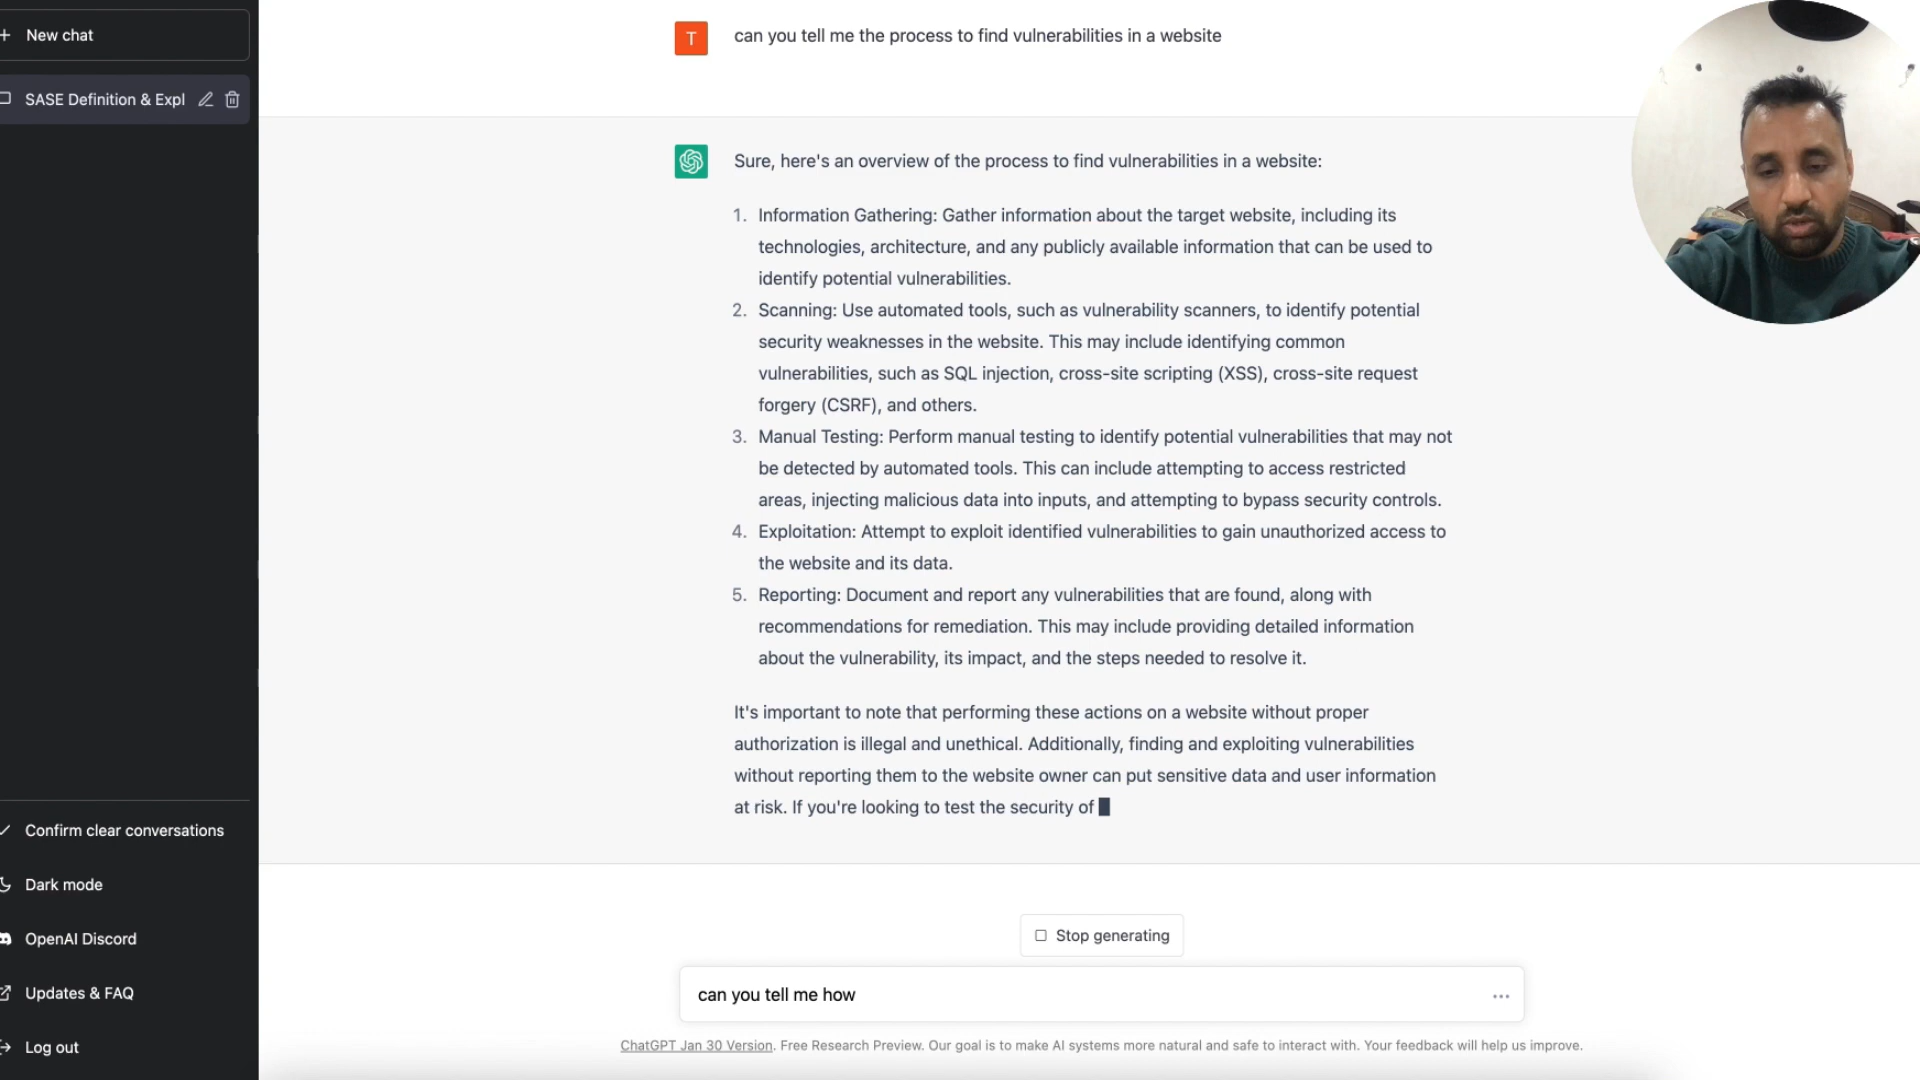 New chat
SASE Definition & Expl
Confirm clear conversations
Dark mode
OpenAI Discord
Updates & FAQ
Log out
T
can you tell me the process to find vulnerabilities in a website
Sure, here's an overview of the process to find vulnerabilities in a website:
1. Information Gathering: Gather information about the target website, including its
technologies, architecture, and any publicly available information that can be used to
identify potential vulnerabilities.
2. Scanning: Use automated tools, such as vulnerability scanners, to identify potential
security weaknesses in the website. This may include identifying common
vulnerabilities, such as SQL injection, cross-site scripting (XSS), cross-site request
forgery (CSRF), and others.
3. Manual Testing: Perform manual testing to identify potential vulnerabilities that may not
be detected by automated tools. This can include attempting to access restricted
areas, injecting malicious data into inputs, and attempting to bypass security controls.
4. Exploitation: Attempt to exploit identified vulnerabilities to gain unauthorized access to
the website and its data.
5. Reporting: Document and report any vulnerabilities that are found, along with
recommendations for remediation. This may include providing detailed information
about the vulnerability, its impact, and the steps needed to resolve it.
It's important to note that performing these actions on a website without proper
authorization is illegal and unethical. Additionally, finding and exploiting vulnerabilities
without reporting them to the website owner can put sensitive data and user information
at risk. If you're looking to test the security of
Stop generating
can you tell me how
ChatGPT Jan 30 Version. Free Research Preview. Our goal is to make AI systems more natural and safe to interact with. Your feedback will help us improve.